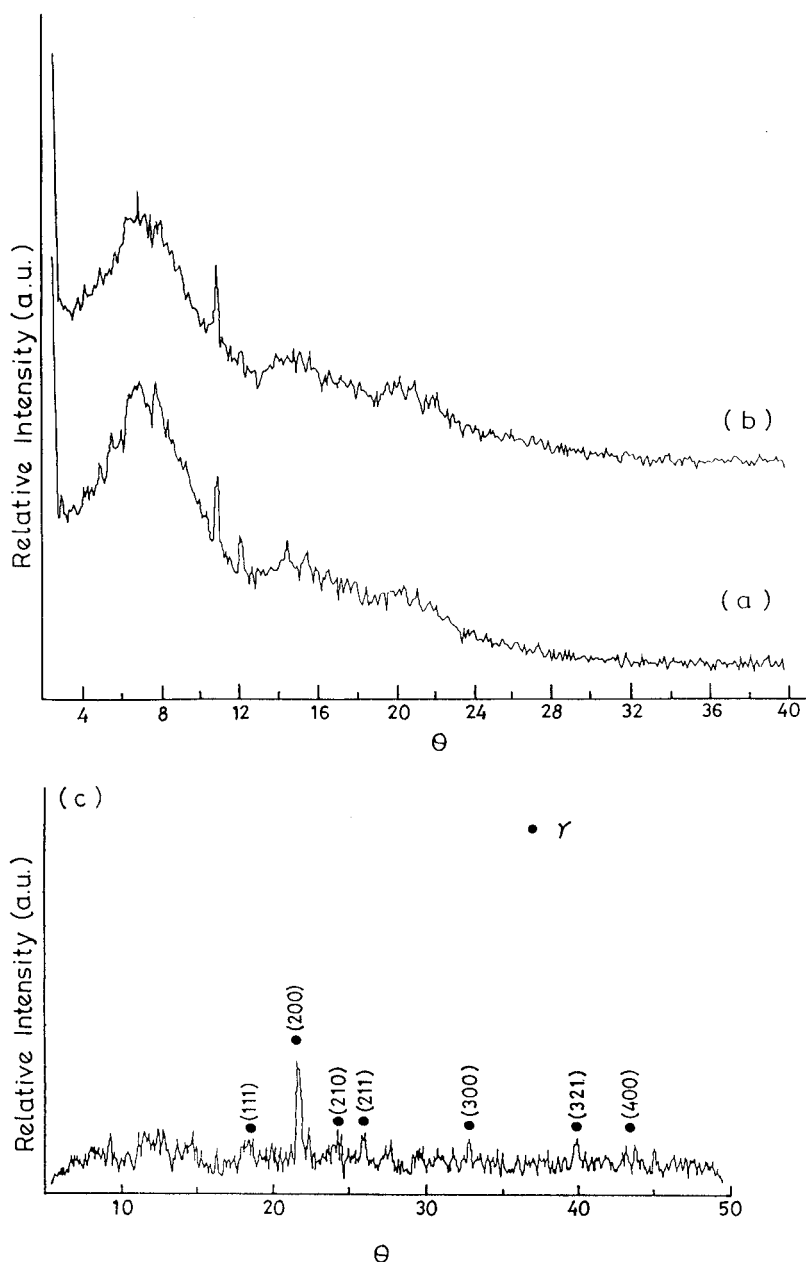 Relative Intensity (a.u.)
(b)
(a)
4 8 12 16 20 24 28 32 36 40
Θ
(c)
● γ
Relative Intensity (a.u.)
●(111)
●(200)
●(210)
●(211)
●(300)
●(321)
●(400)
10 20 30 40 50
Θ